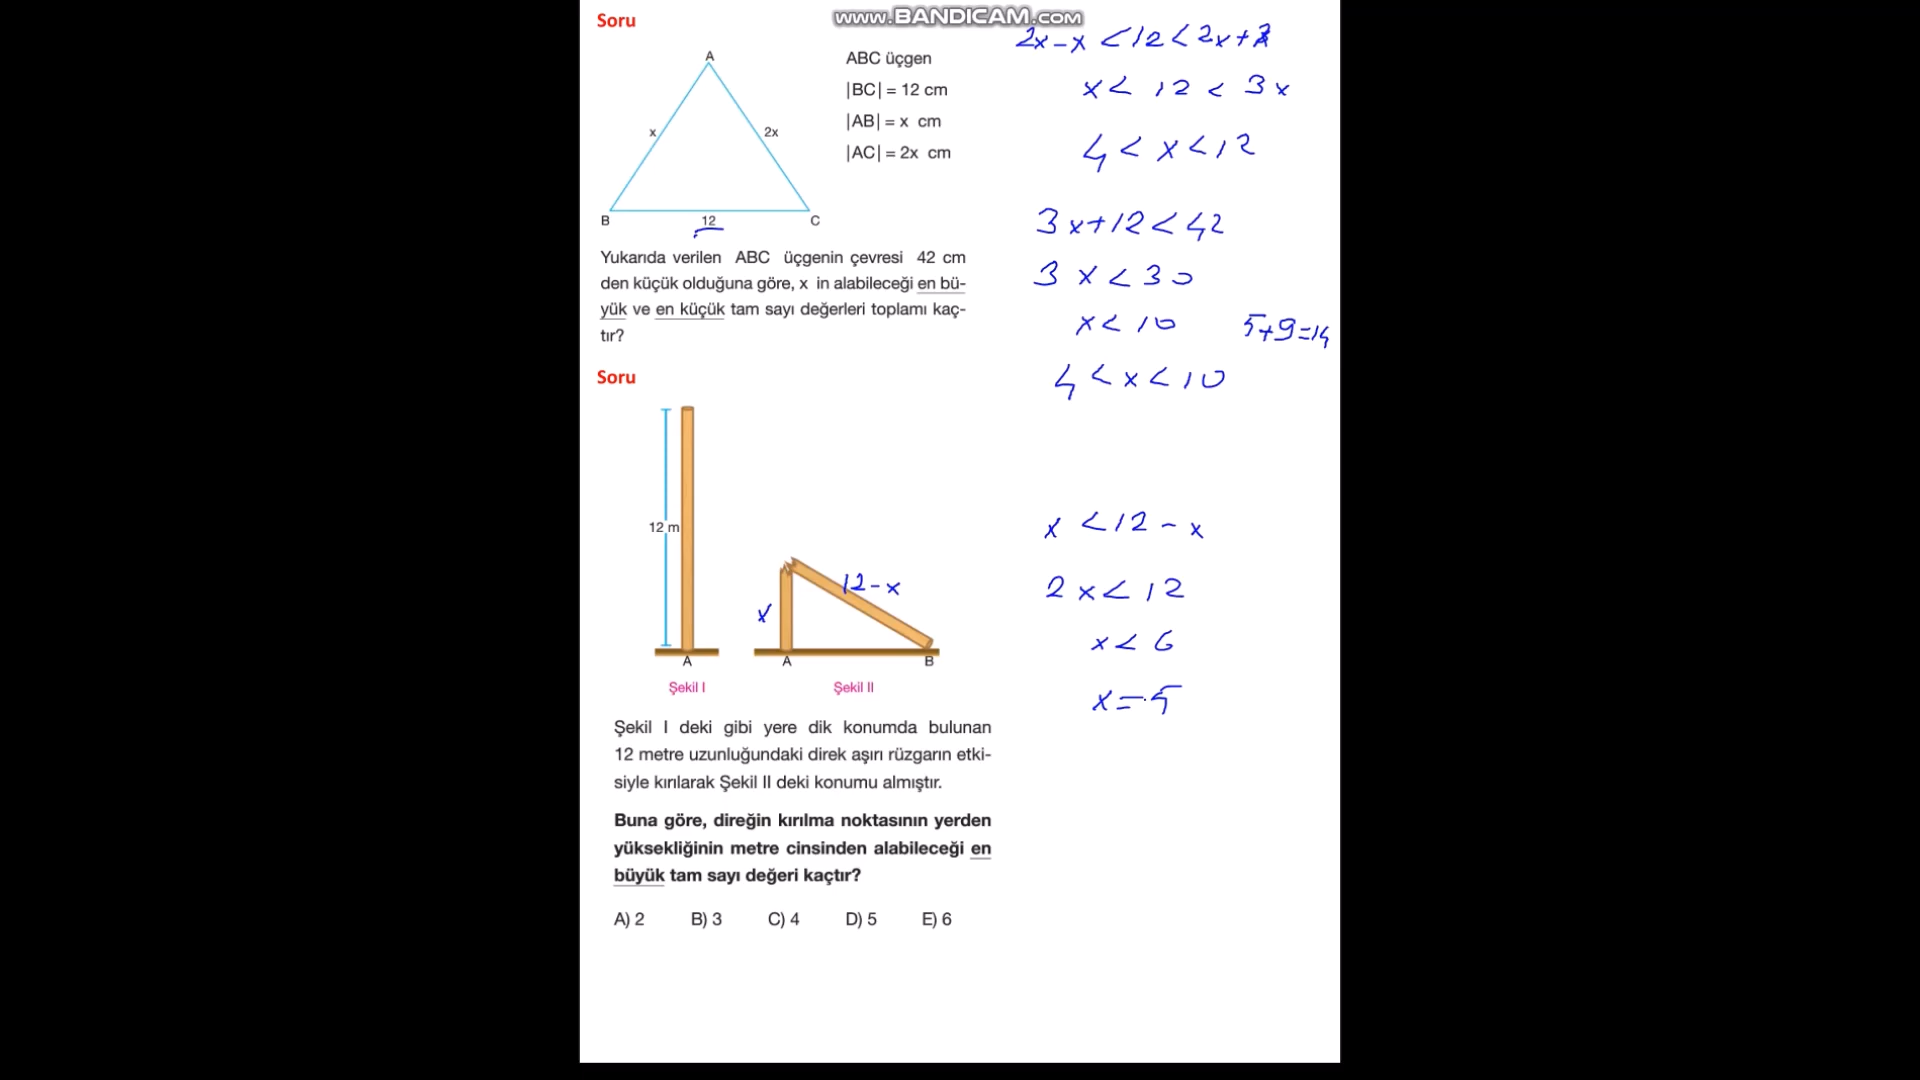 www.BANDICAM.com
Soru
A
x
2x
B
12
C
ABC üçgen
|BC| = 12 cm
|AB| = x cm
|AC| = 2x cm
Yukarıda verilen ABC üçgenin çevresi 42 cm
den küçük olduğuna göre, x in alabileceği en bü-
yük ve en küçük tam sayı değerleri toplamı kaç-
tır?
2x-x < 12 < 2x+x
x < 12 < 3x
4 < x < 12
3x+12 < 42
3x < 30
x < 10
5+9=14
4 < x < 10
Soru
12 m
A
Şekil I
x
12-x
A
B
Şekil II
x < 12-x
2x < 12
x < 6
x = 5
Şekil I deki gibi yere dik konumda bulunan
12 metre uzunluğundaki direk aşırı rüzgarın etki-
siyle kırılarak Şekil II deki konumu almıştır.
Buna göre, direğin kırılma noktasının yerden
yüksekliğinin metre cinsinden alabileceği en
büyük tam sayı değeri kaçtır?
A) 2 B) 3 C) 4 D) 5 E) 6